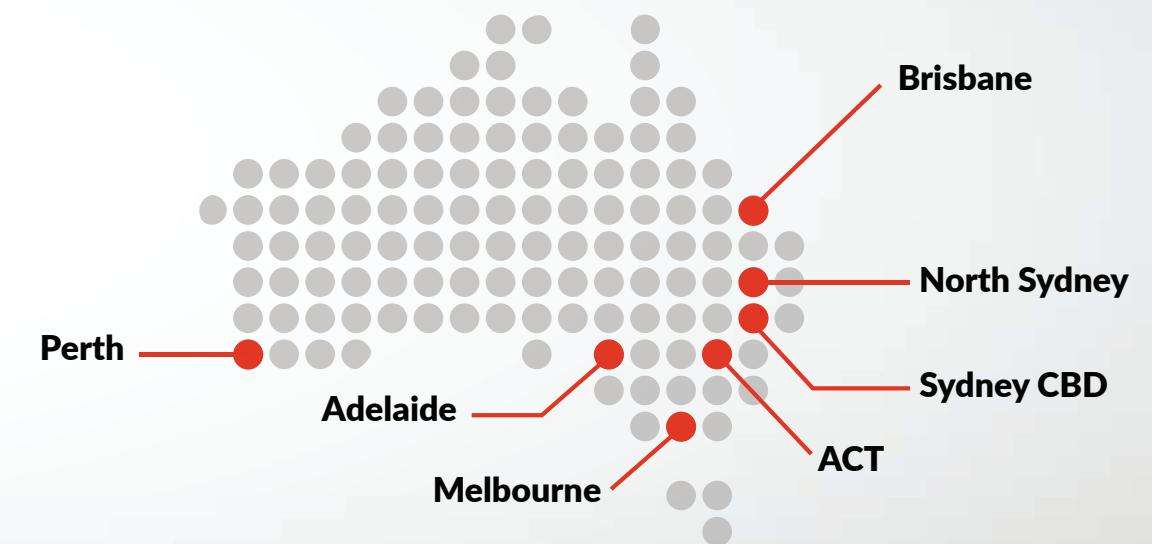 Brisbane
North Sydney
Perth
Sydney CBD
Adelaide
ACT
Melbourne